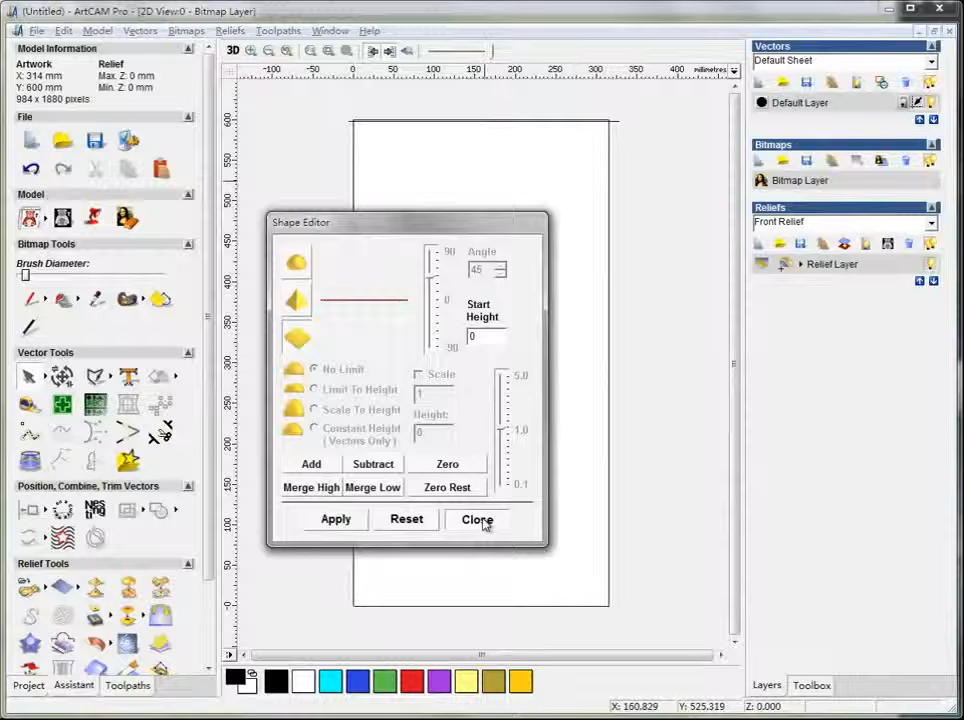 (Untitled) - ArtCAM Pro - [2D View:0 - Bitmap Layer]
File Edit Model Vectors Bitmaps Reliefs Toolpaths Window Help
Model Information
Artwork Relief
X: 314 mm Max. Z: 0 mm
Y: 600 mm Min. Z: 0 mm
984 x 1880 pixels
File
Model
Bitmap Tools
Brush Diameter:
Vector Tools
Position, Combine, Trim Vectors
Relief Tools
Project Assistant Toolpaths
3D
-100 -50 0 50 100 150 200 250 300 350 400 millimetres
600
550
500
450
400
350
300
250
200
150
100
50
-0
Shape Editor
90 Angle
45
0 Start
Height
0
90
No Limit Scale 5.0
Limit To Height 1
Scale To Height Height:
Constant Height 0 1.0
( Vectors Only )
Add Subtract Zero
Merge High Merge Low Zero Rest 0.1
Apply Reset Close
Vectors
Default Sheet
Default Layer
Bitmaps
Bitmap Layer
Reliefs
Front Relief
Relief Layer
Layers Toolbox
X: 160.829 Y: 525.319 Z: 0.000